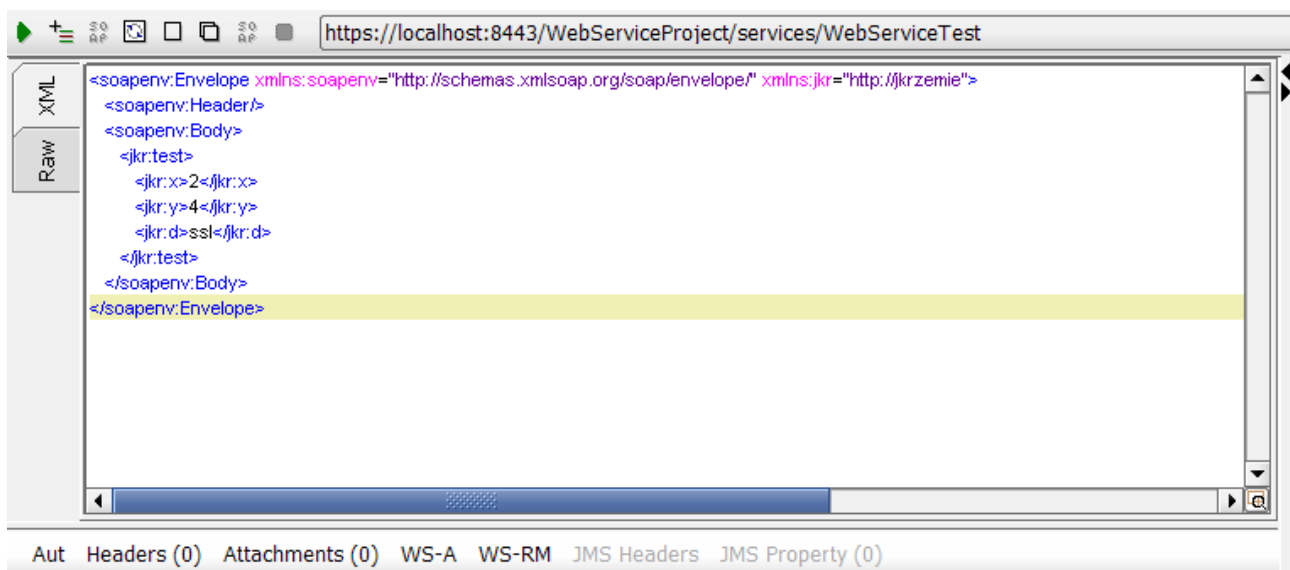 https://localhost:8443/WebServiceProject/services/WebServiceTest
XML
Raw
<soapenv:Envelope xmlns:soapenv="http://schemas.xmlsoap.org/soap/envelope/" xmlns:jkr="http://jkrzemie">
<soapenv:Header/>
<soapenv:Body>
<jkr:test>
<jkr:x>2</jkr:x>
<jkr:y>4</jkr:y>
<jkr:d>ssl</jkr:d>
</jkr:test>
</soapenv:Body>
</soapenv:Envelope>
Aut Headers (0) Attachments (0) WS-A WS-RM JMS Headers JMS Property (0)